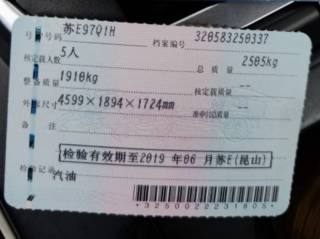 号牌号码 苏E97Q1H 档案编号 320583250337
核定载人数 5人 总质量 2505kg
整备质量 1910kg 核定载质量 --
外廓尺寸 4599×1894×1724mm 准牵引总质量 --
备注
检验有效期至2019 年06 月苏E(昆山)
检验记录 汽油
*3250022231805*